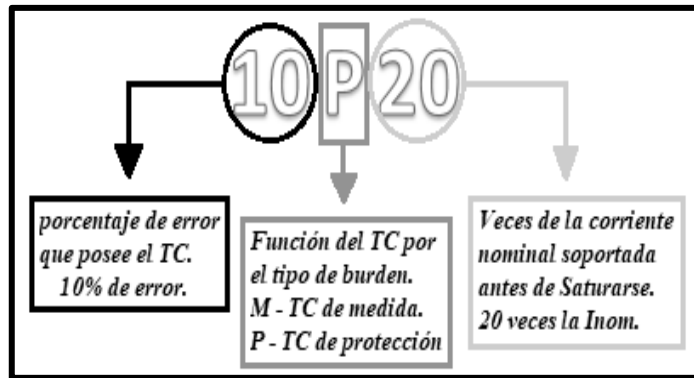 10P20
porcentaje de error
que posee el TC.
10% de error.
Función del TC por
el tipo de burden.
M - TC de medida.
P - TC de protección
Veces de la corriente
nominal soportada
antes de Saturarse.
20 veces la Inom.